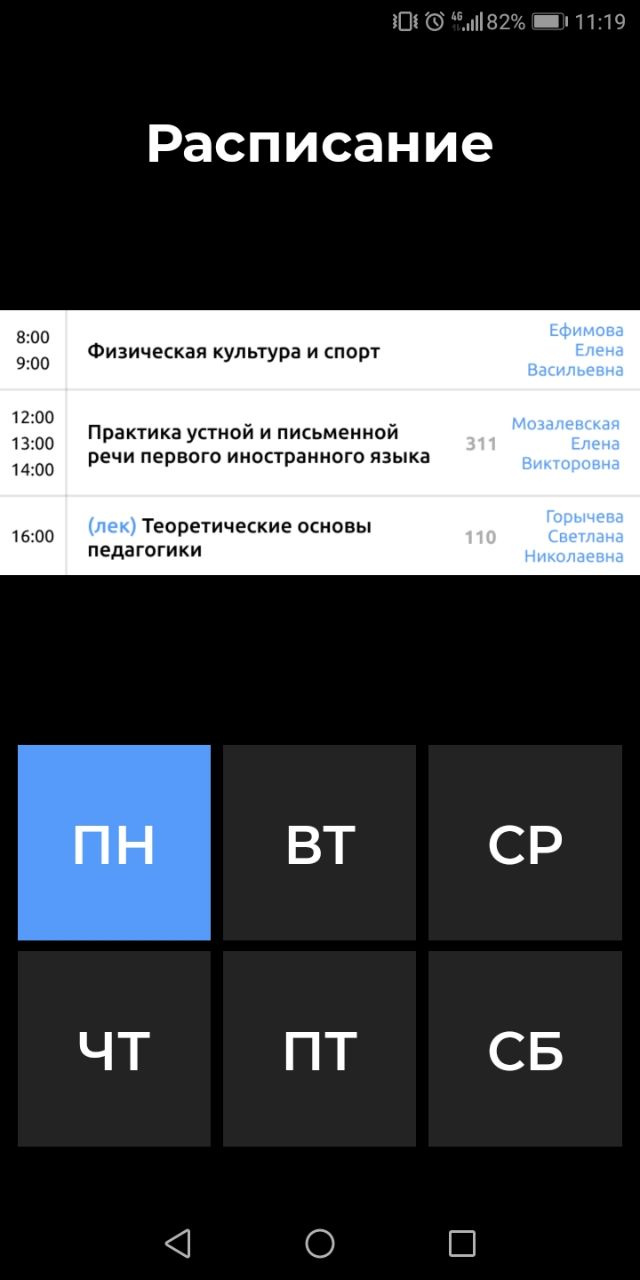 4G 82% 11:19
Расписание
8:00
9:00
Физическая культура и спорт
Ефимова
Елена
Васильевна
12:00
13:00
14:00
Практика устной и письменной
речи первого иностранного языка
311
Мозалевская
Елена
Викторовна
16:00
(лек) Теоретические основы
педагогики
110
Горычева
Светлана
Николаевна
ПН ВТ СР
ЧТ ПТ СБ